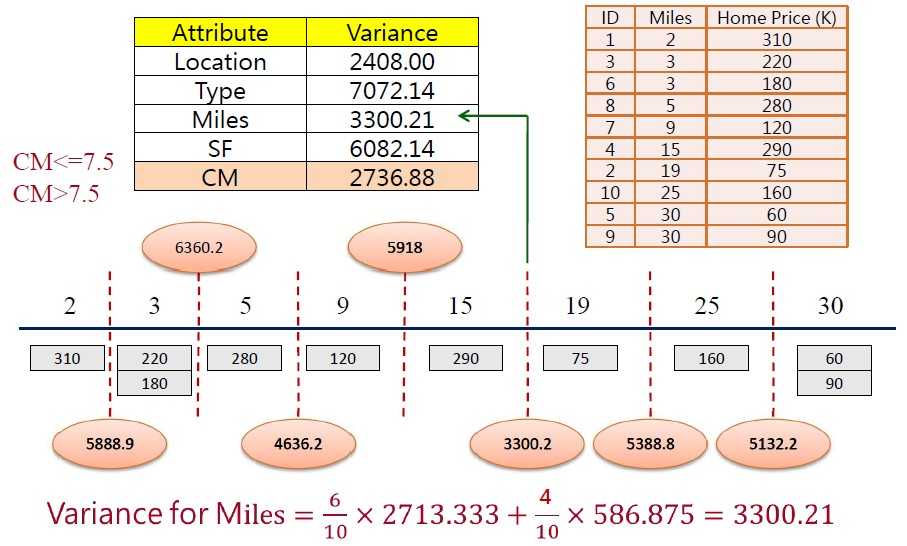 Attribute Variance
Location 2408.00
Type 7072.14
Miles 3300.21
SF 6082.14
CM 2736.88
CM<=7.5
CM>7.5
ID Miles Home Price (K)
1 2 310
3 3 220
6 3 180
8 5 280
7 9 120
4 15 290
2 19 75
10 25 160
5 30 60
9 30 90
6360.2 5918
2 3 5 9 15 19 25 30
310 220 280 120 290 75 160 60
180 90
5888.9 4636.2 3300.2 5388.8 5132.2
Variance for Miles = 6/10 × 2713.333 + 4/10 × 586.875 = 3300.21